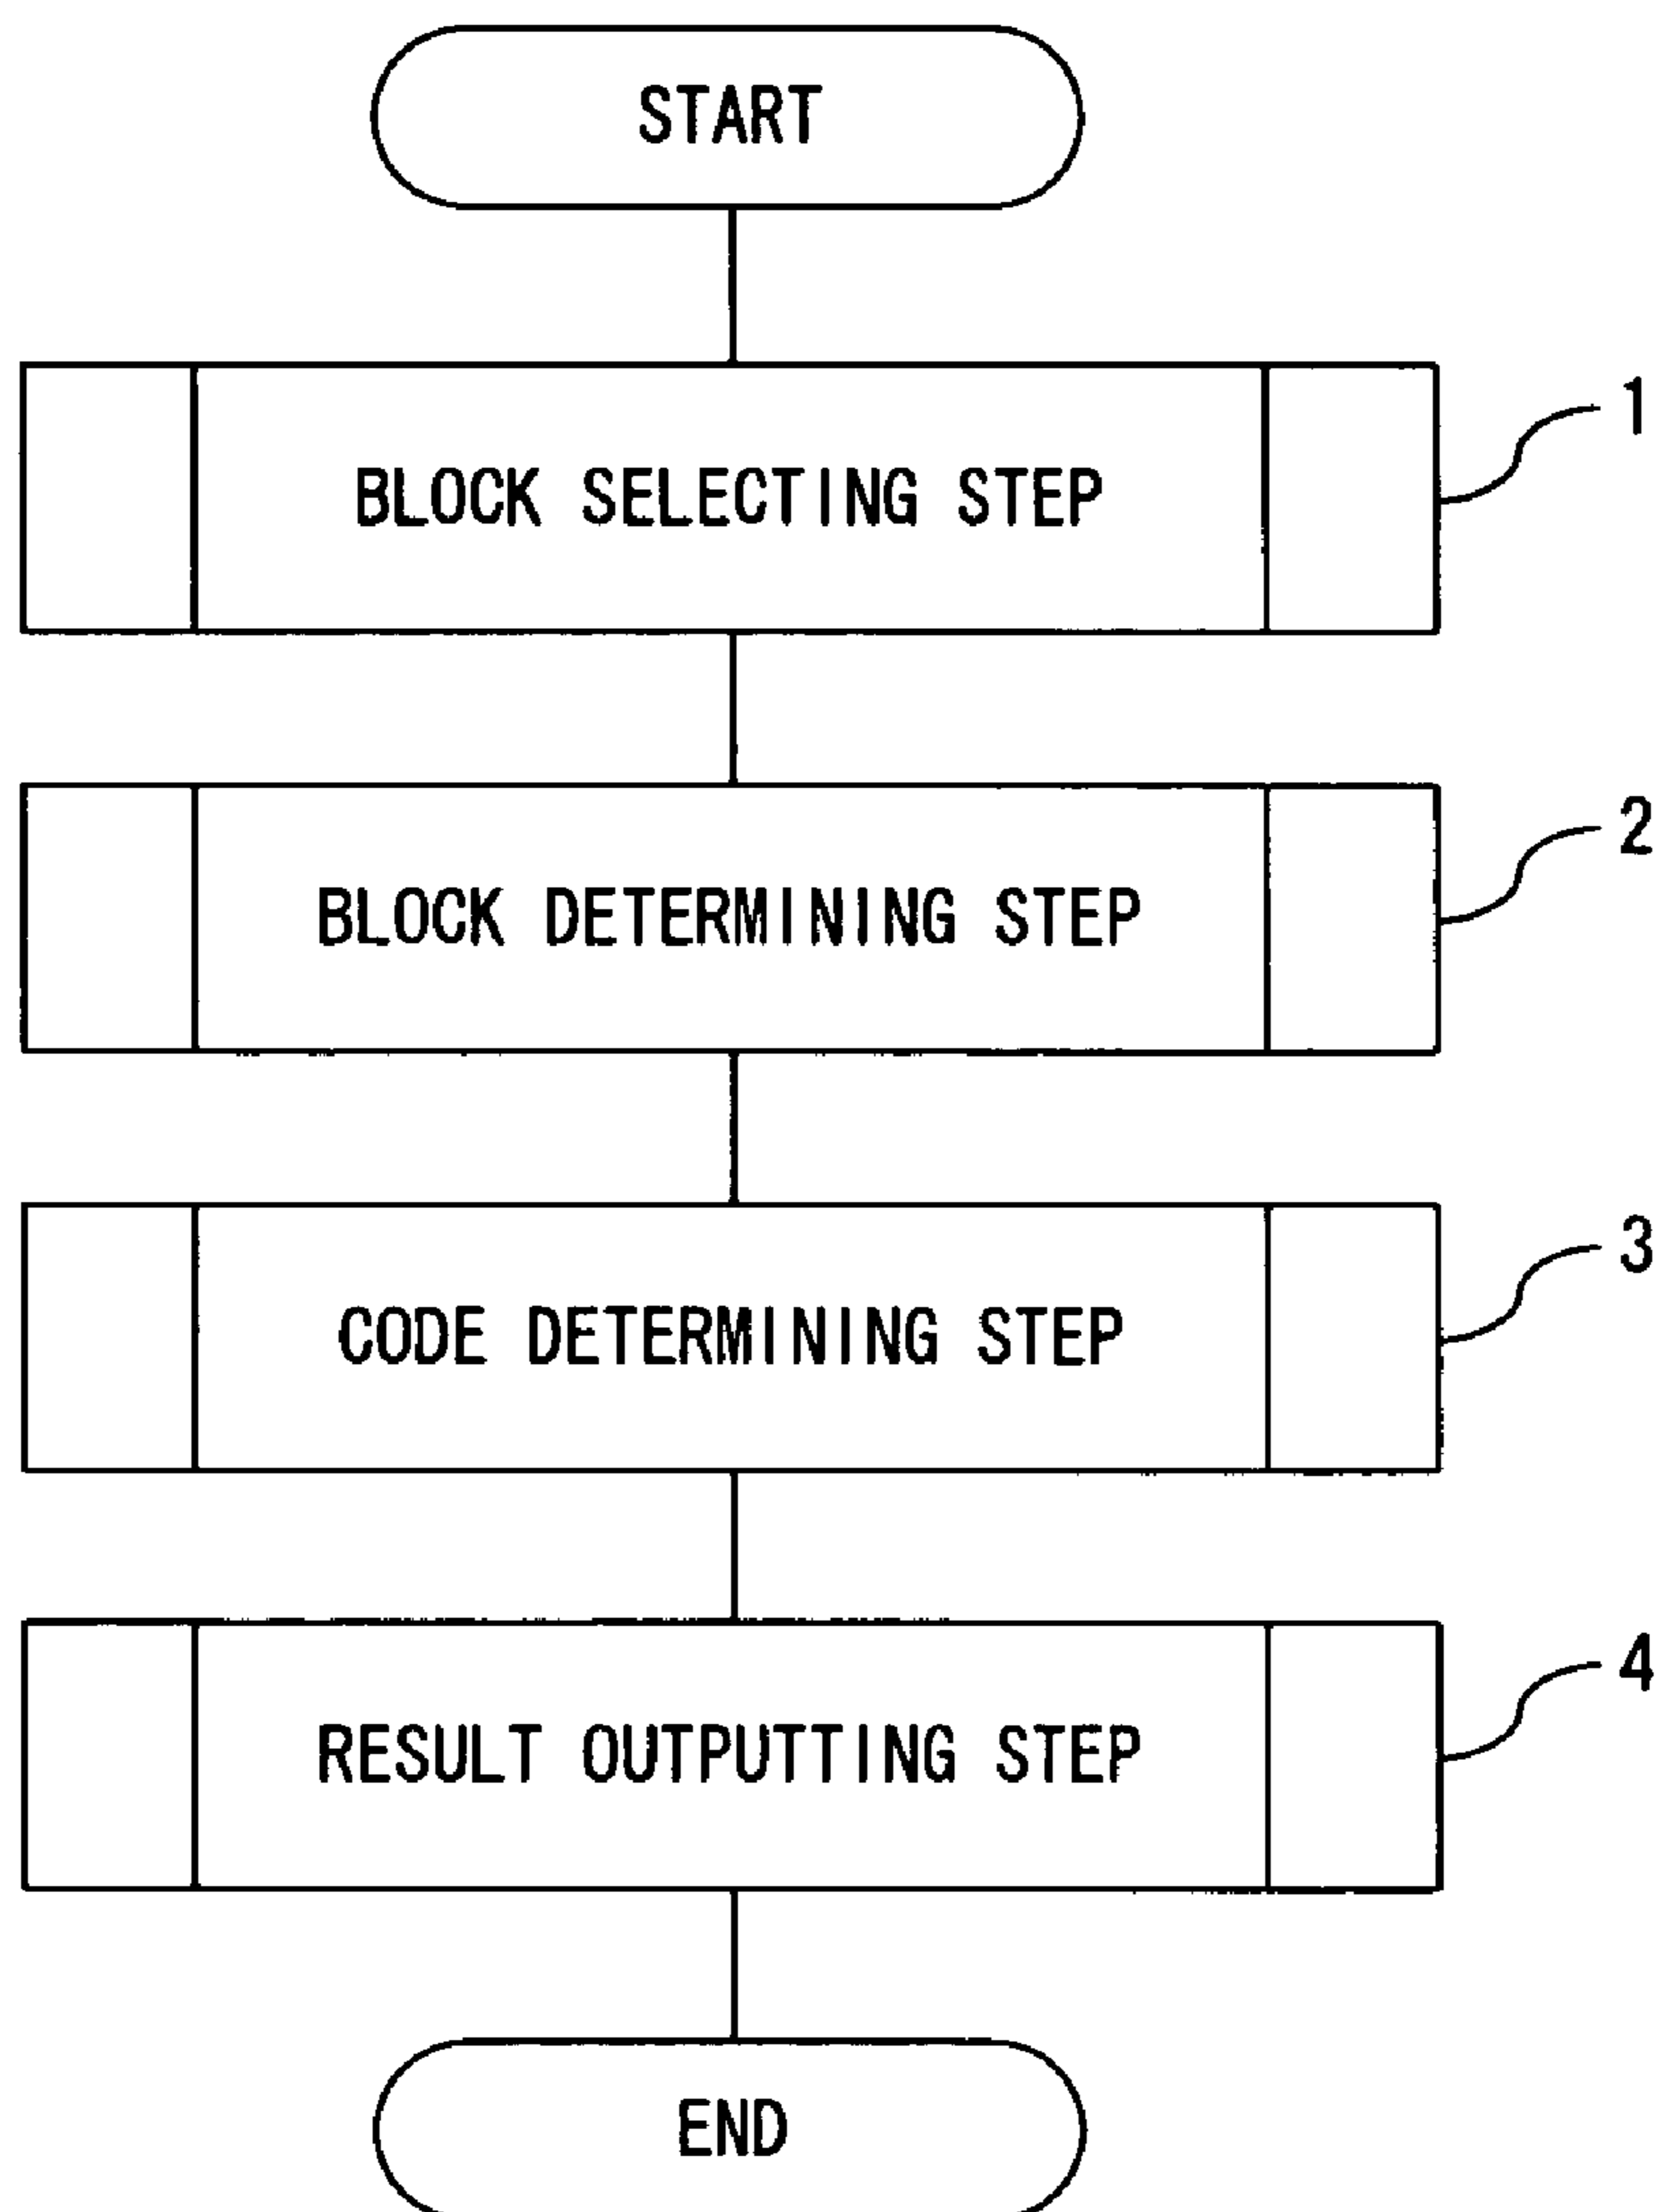 START
BLOCK SELECTING STEP
1
BLOCK DETERMINING STEP
2
CODE DETERMINING STEP
3
RESULT OUTPUTTING STEP
4
END